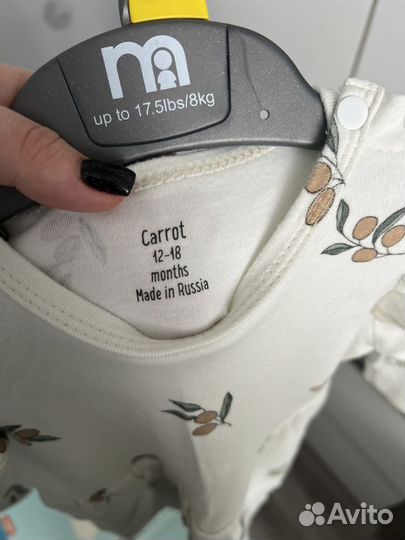 m
up to 17.5lbs/8kg
Carrot
12-18
months
Made in Russia
Avito